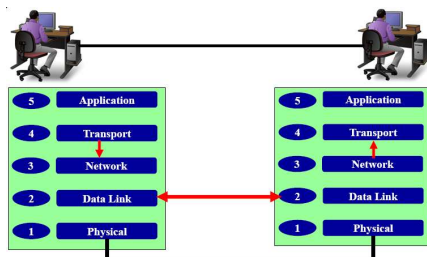 5 Application
4 Transport
3 Network
2 Data Link
1 Physical
5 Application
4 Transport
3 Network
2 Data Link
1 Physical